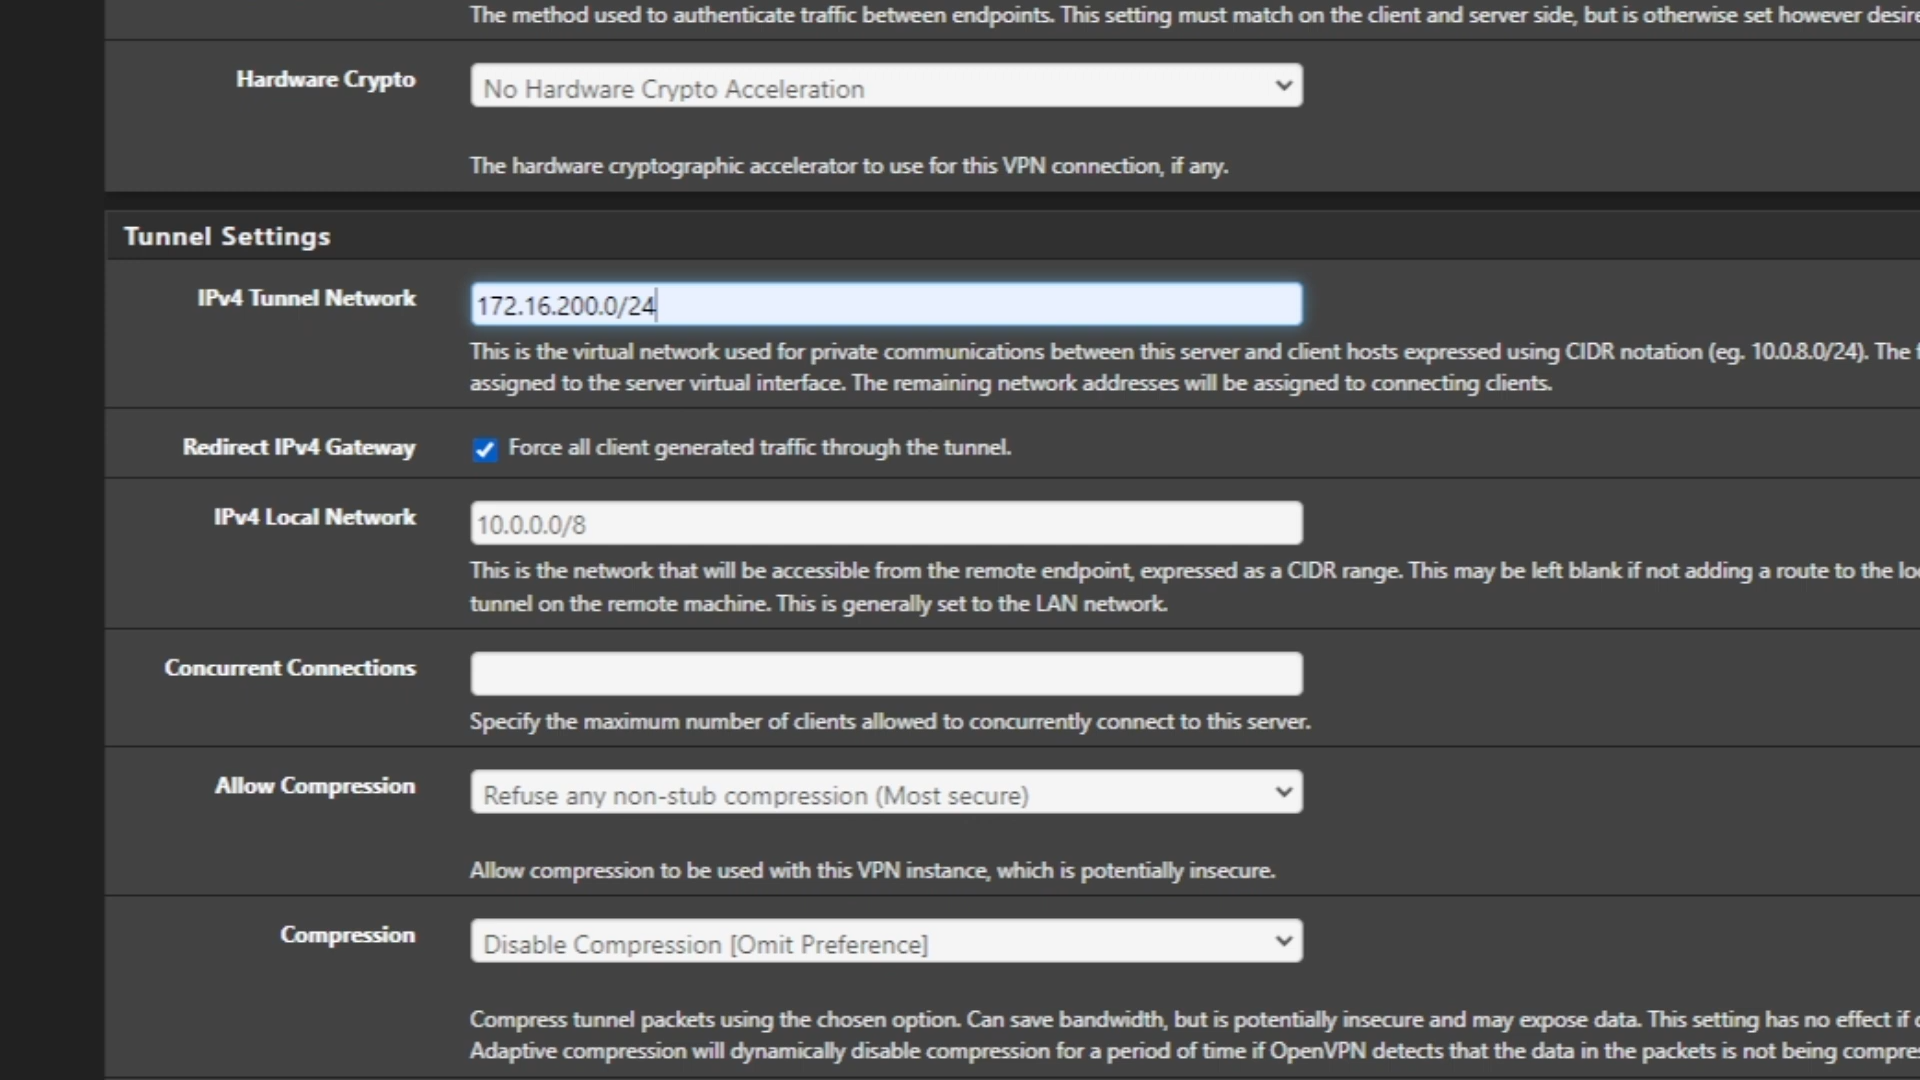 The method used to authenticate traffic between endpoints. This setting must match on the client and server side, but is otherwise set however
Hardware Crypto
No Hardware Crypto Acceleration
The hardware cryptographic accelerator to use for this VPN connection, if any.
Tunnel Settings
IPv4 Tunnel Network
172.16.200.0/24
This is the virtual network used for private communications between this server and client hosts expressed using CIDR notation (eg. 10.0.8.0/24). The
assigned to the server virtual interface. The remaining network addresses will be assigned to connecting clients.
Redirect IPv4 Gateway
Force all client generated traffic through the tunnel.
IPv4 Local Network
10.0.0.0/8
This is the network that will be accessible from the remote endpoint, expressed as a CIDR range. This may be left blank if not adding a route to the
tunnel on the remote machine. This is generally set to the LAN network.
Concurrent Connections
Specify the maximum number of clients allowed to concurrently connect to this server.
Allow Compression
Refuse any non-stub compression (Most secure)
Allow compression to be used with this VPN instance, which is potentially insecure.
Compression
Disable Compression [Omit Preference]
Compress tunnel packets using the chosen option. Can save bandwidth, but is potentially insecure and may expose data. This setting has no effect if
Adaptive compression will dynamically disable compression for a period of time if OpenVPN detects that the data in the packets is not being